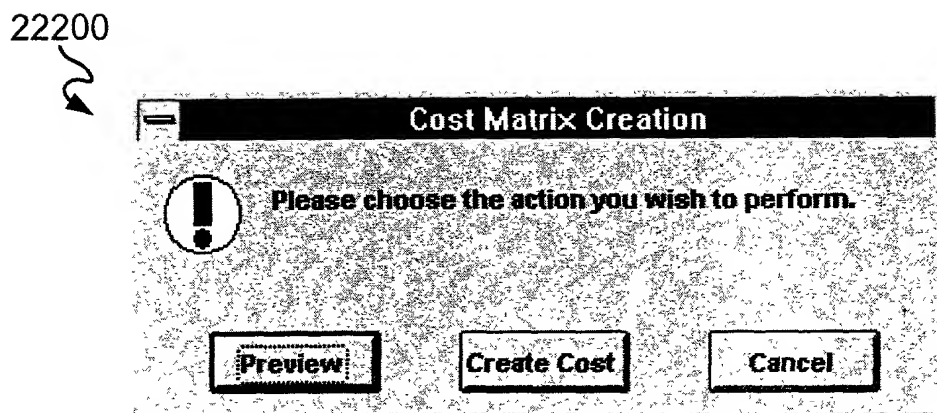 22200
Cost Matrix Creation
Please choose the action you wish to perform.
Preview Create Cost Cancel